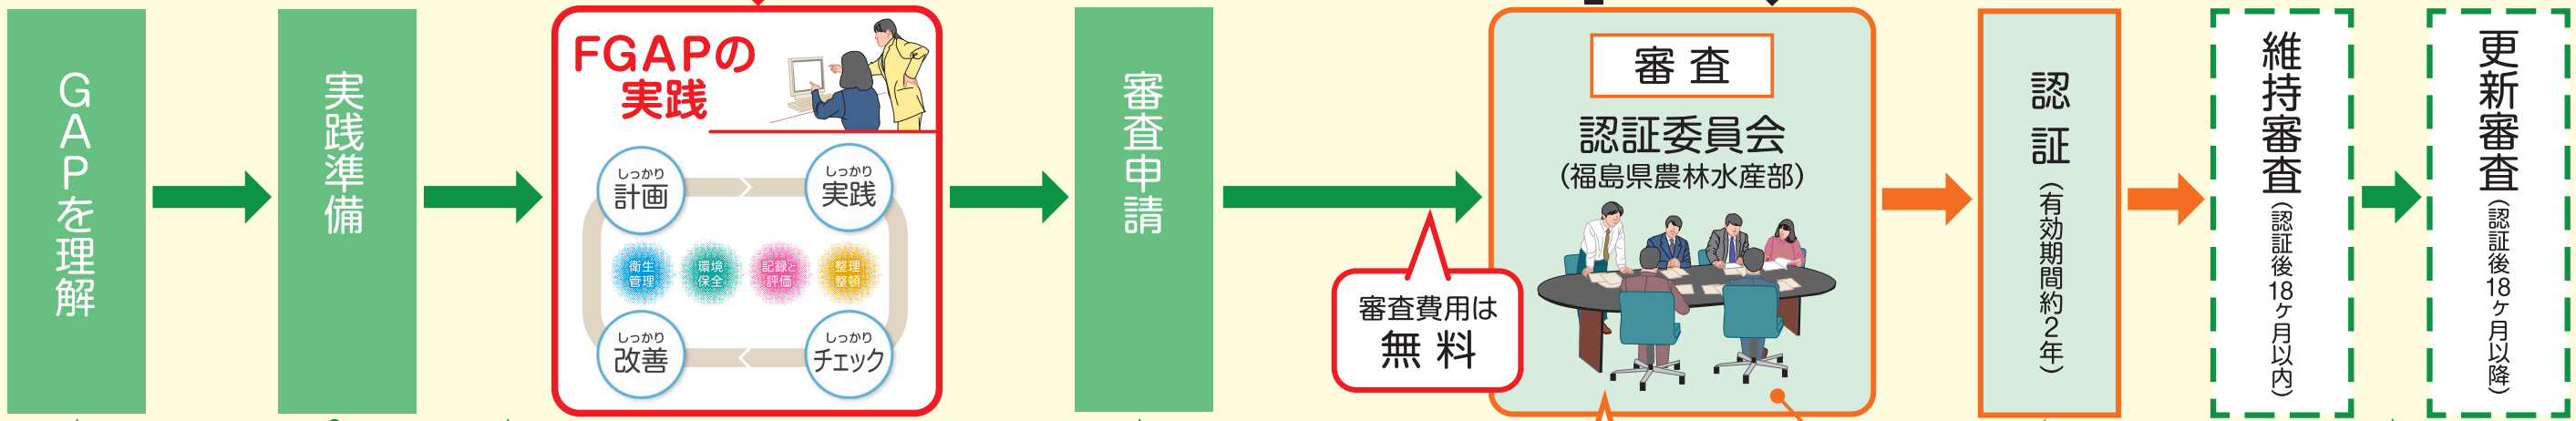 GAPを理解
実践準備
FGAPの
実践
しっかり
計画
しっかり
実践
衛生
管理
環境
保全
記録と
評価
整理
整頓
しっかり
改善
しっかり
チェック
審査申請
審査費用は
無料
審査
認証委員会
(福島県農林水産部)
認証(有効期間約2年)
維持審査(認証後18ヶ月以内)
更新審査(認証後18ヶ月以降)